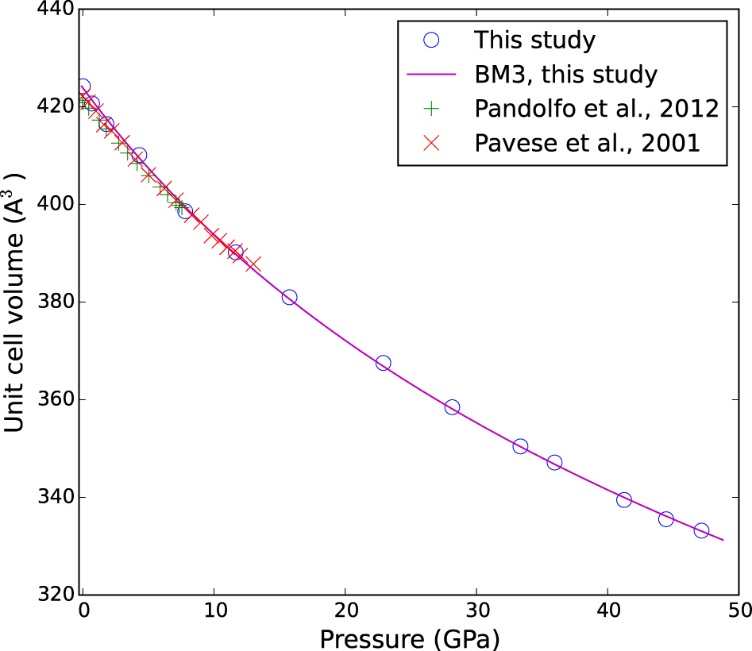 440
420
400
380
360
340
320
Unit cell volume (A³)
This study
BM3, this study
Pandolfo et al., 2012
Pavese et al., 2001
0 10 20 30 40 50
Pressure (GPa)